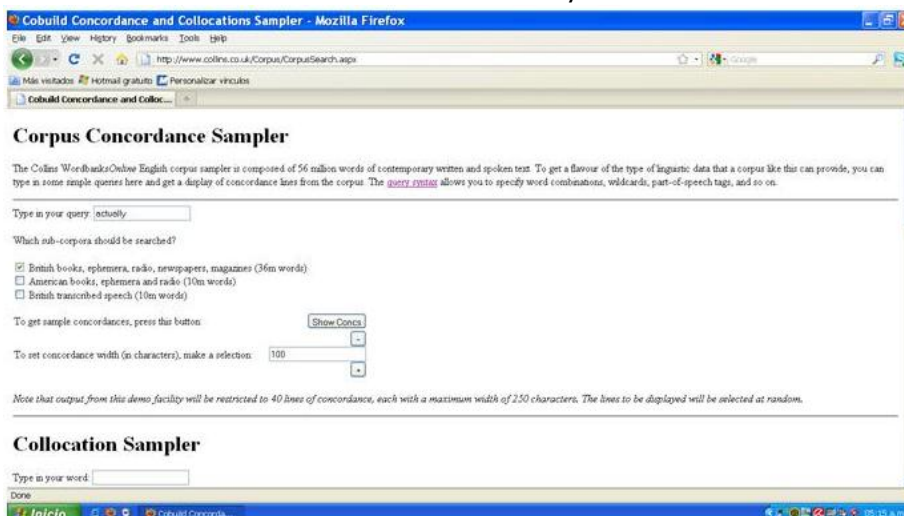 Cobuild Concordance and Collocations Sampler - Mozilla Firefox
File Edit View History Bookmarks Tools Help
http://www.collins.co.uk/Corpus/CorpusSearch.aspx Google
Más visitados Hotmail gratuito Personalizar vínculos
Cobuild Concordance and Colloc...
Corpus Concordance Sampler
The Collins WordbanksOnline English corpus sampler is composed of 56 million words of contemporary written and spoken text. To get a flavour of the type of linguistic data that a corpus like this can provide, you can
type in some simple queries here and get a display of concordance lines from the corpus. The query syntax allows you to specify word combinations, wildcards, part-of-speech tags, and so on.
Type in your query: actually
Which sub-corpora should be searched?
British books, ephemera, radio, newspapers, magazines (36m words)
American books, ephemera and radio (10m words)
British transcribed speech (10m words)
To get sample concordances, press this button: Show Concs
-
To set concordance width (in characters), make a selection: 100
+
Note that output from this demo facility will be restricted to 40 lines of concordance, each with a maximum width of 250 characters. The lines to be displayed will be selected at random.
Collocation Sampler
Type in your word:
Done
Inicio Cobuild Concorda... 05:15 a.m.